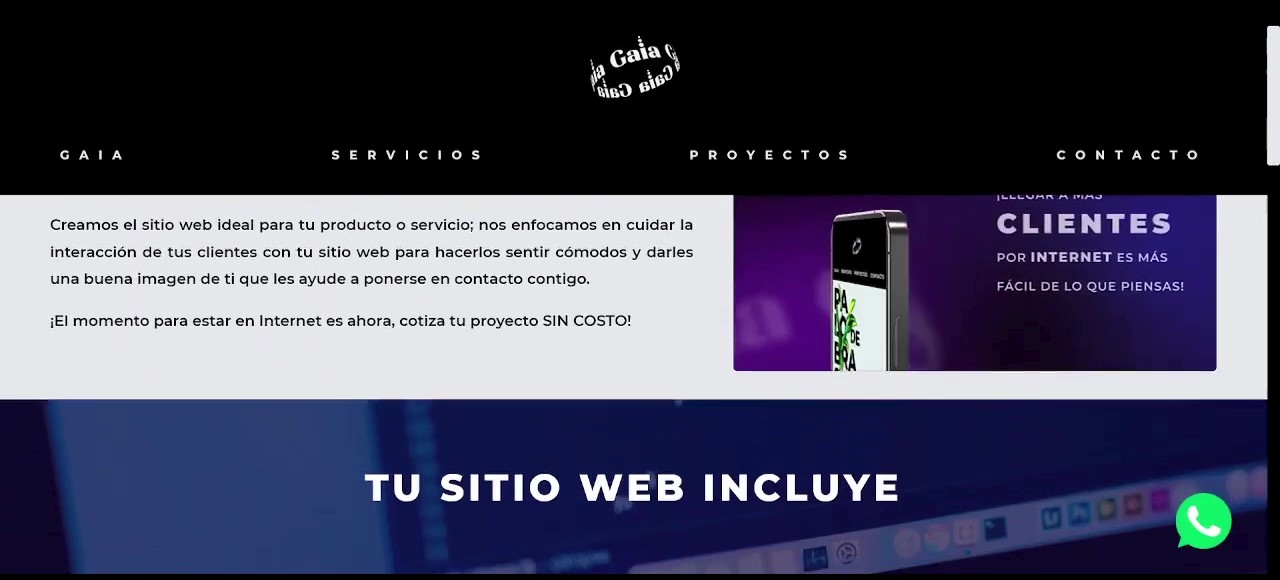 Gaia
GAIA SERVICIOS PROYECTOS CONTACTO
Creamos el sitio web ideal para tu producto o servicio; nos enfocamos en cuidar la
interacción de tus clientes con tu sitio web para hacerlos sentir cómodos y darles
una buena imagen de ti que les ayude a ponerse en contacto contigo.
¡El momento para estar en Internet es ahora, cotiza tu proyecto SIN COSTO!
¡LLEGAR A MÁS
CLIENTES
POR INTERNET ES MÁS
FÁCIL DE LO QUE PIENSAS!
TU SITIO WEB INCLUYE